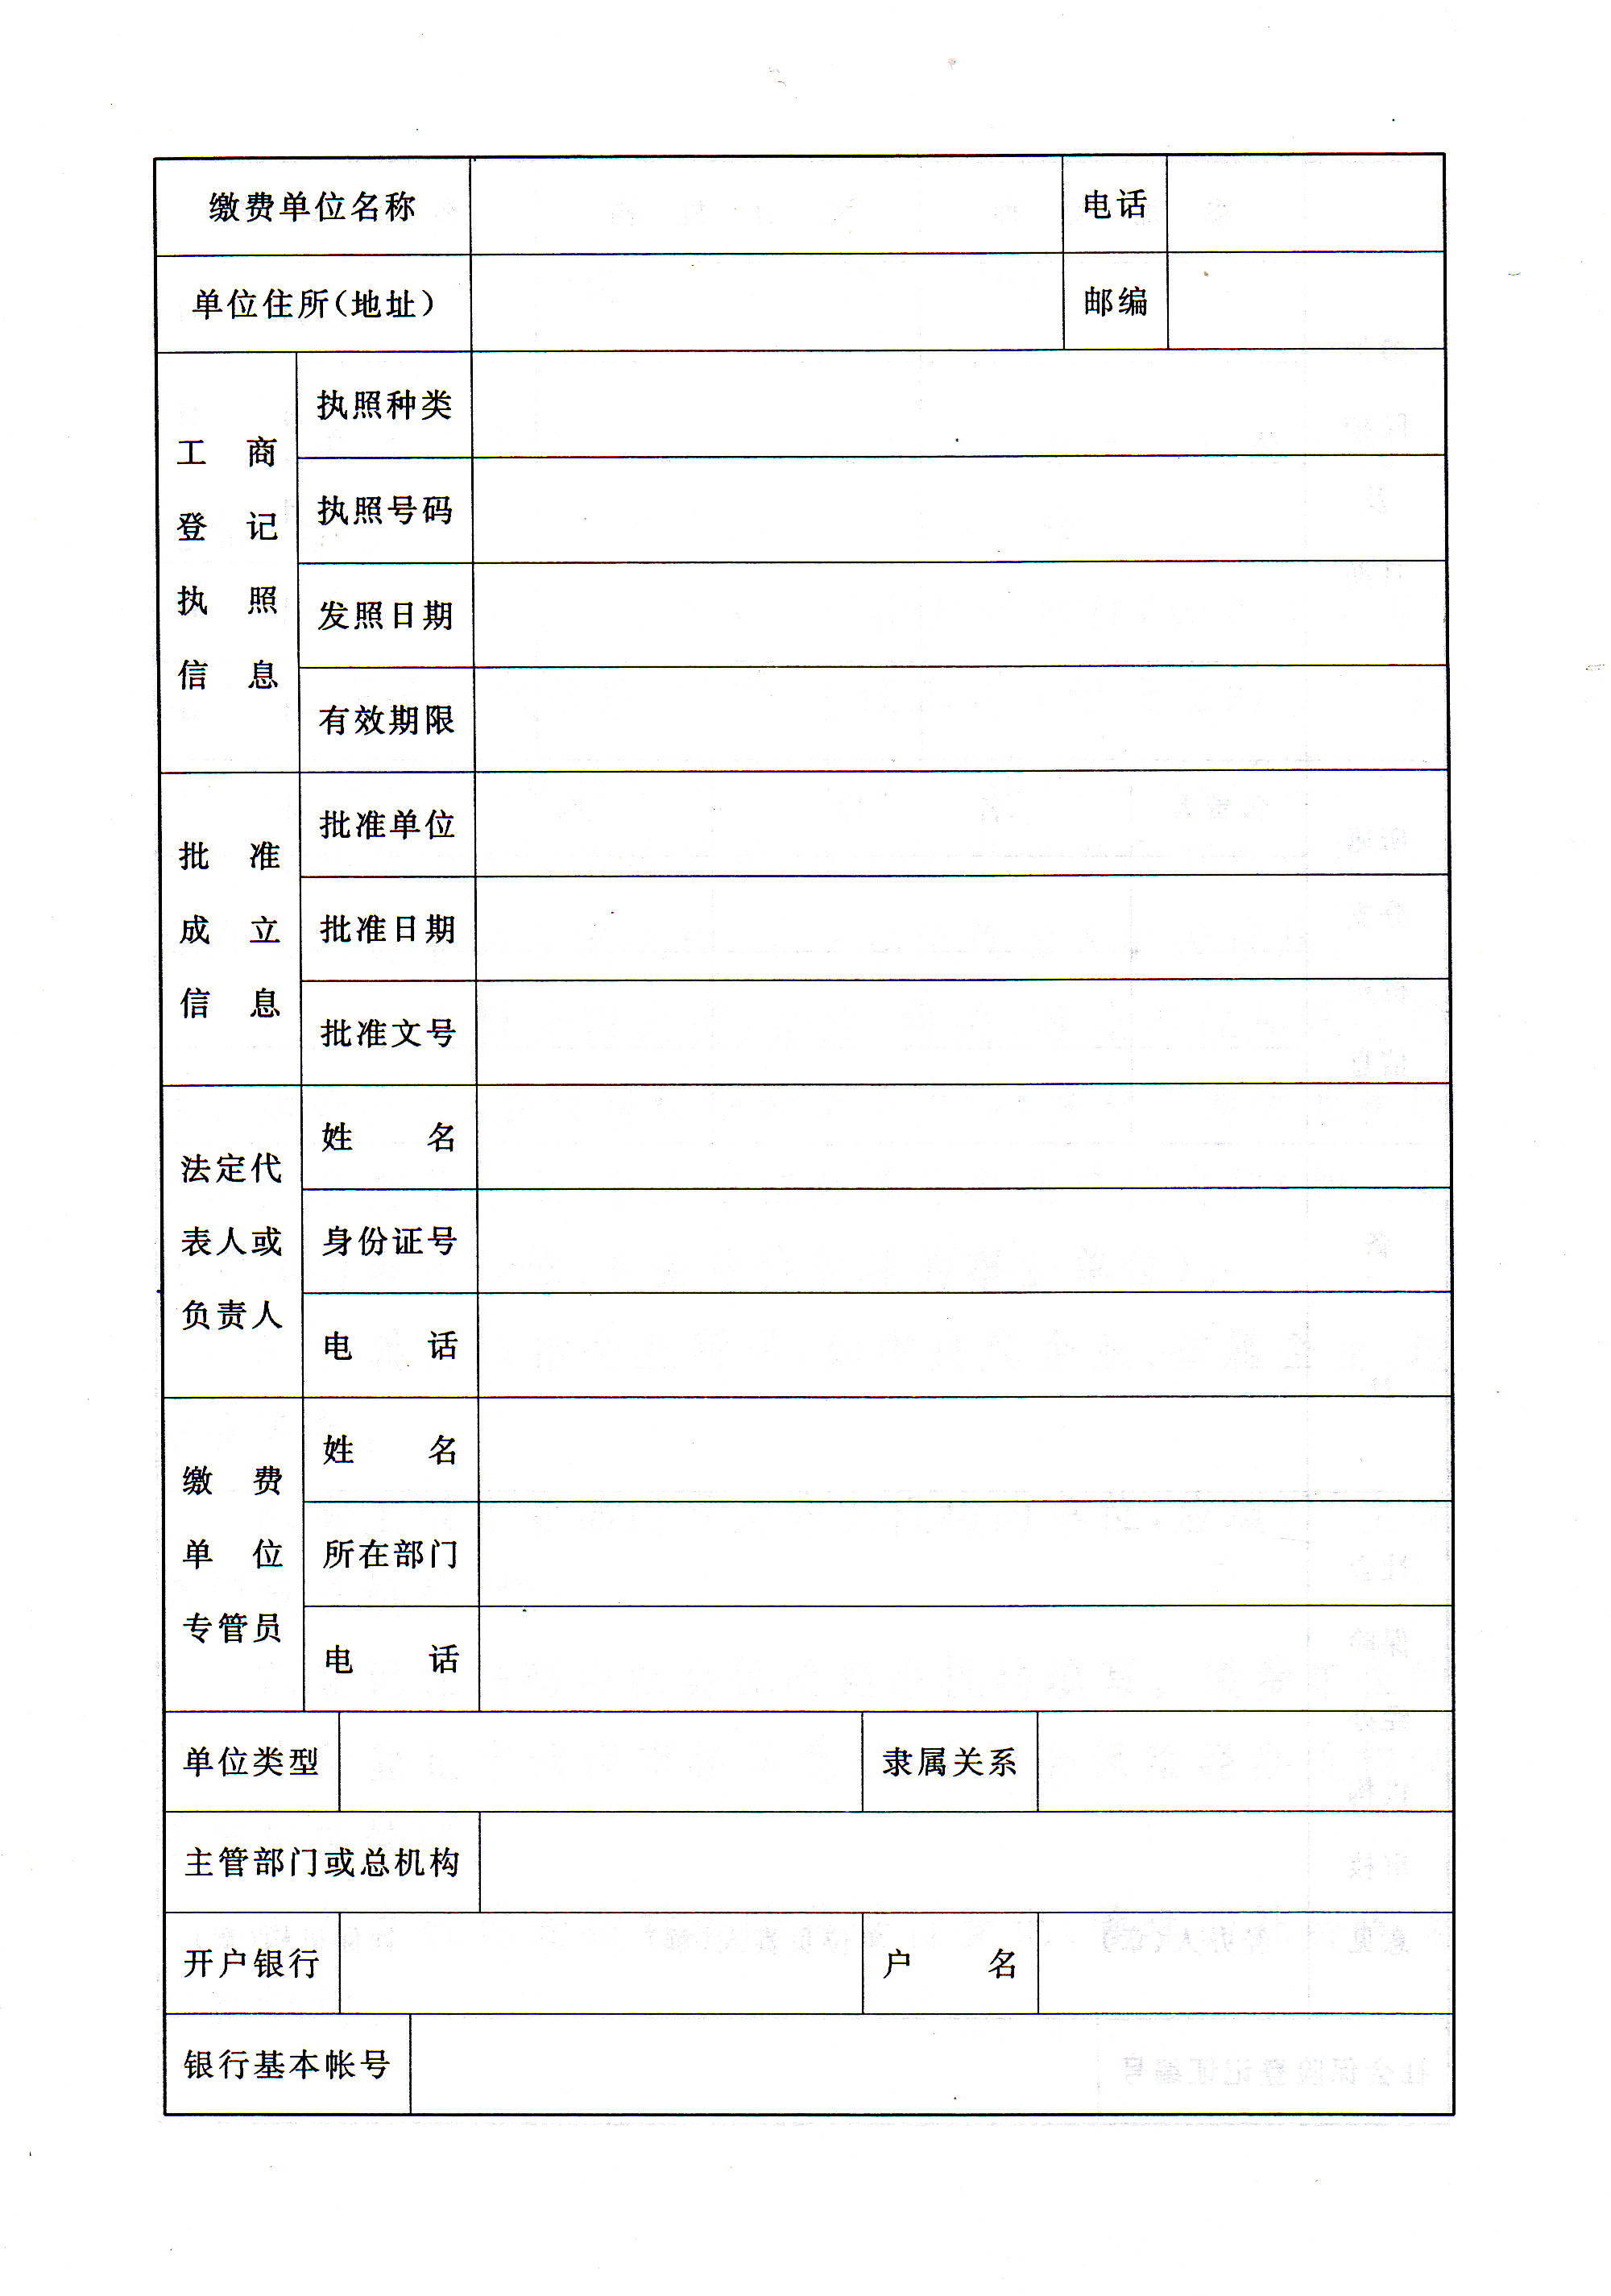 缴费单位名称 电话
单位住所(地址) 邮编
工商登记执照信息 执照种类
执照号码
发照日期
有效期限
批准成立信息 批准单位
批准日期
批准文号
法定代表人或负责人 姓名
身份证号
电话
缴费单位专管员 姓名
所在部门
电话
单位类型 隶属关系
主管部门或总机构
开户银行 户名
银行基本帐号